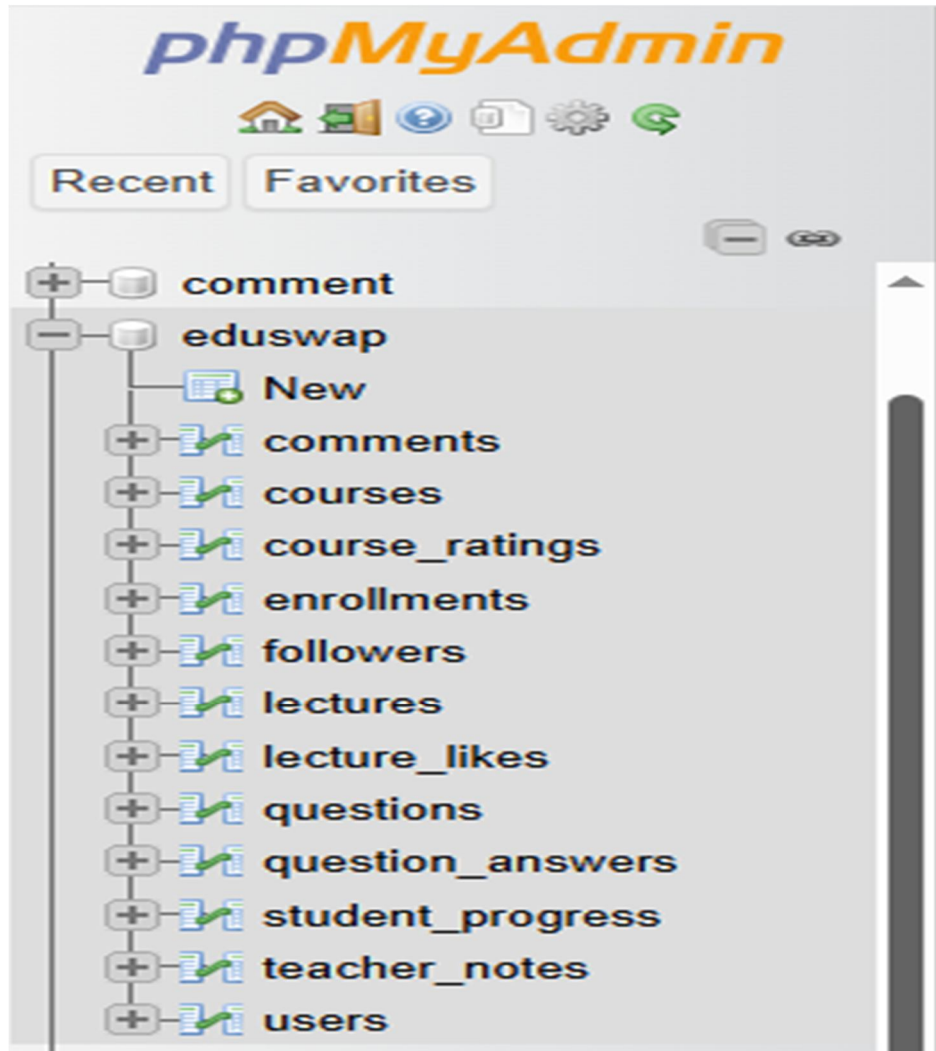 phpMyAdmin
Recent Favorites
comment
eduswap
New
comments
courses
course_ratings
enrollments
followers
lectures
lecture_likes
questions
question_answers
student_progress
teacher_notes
users